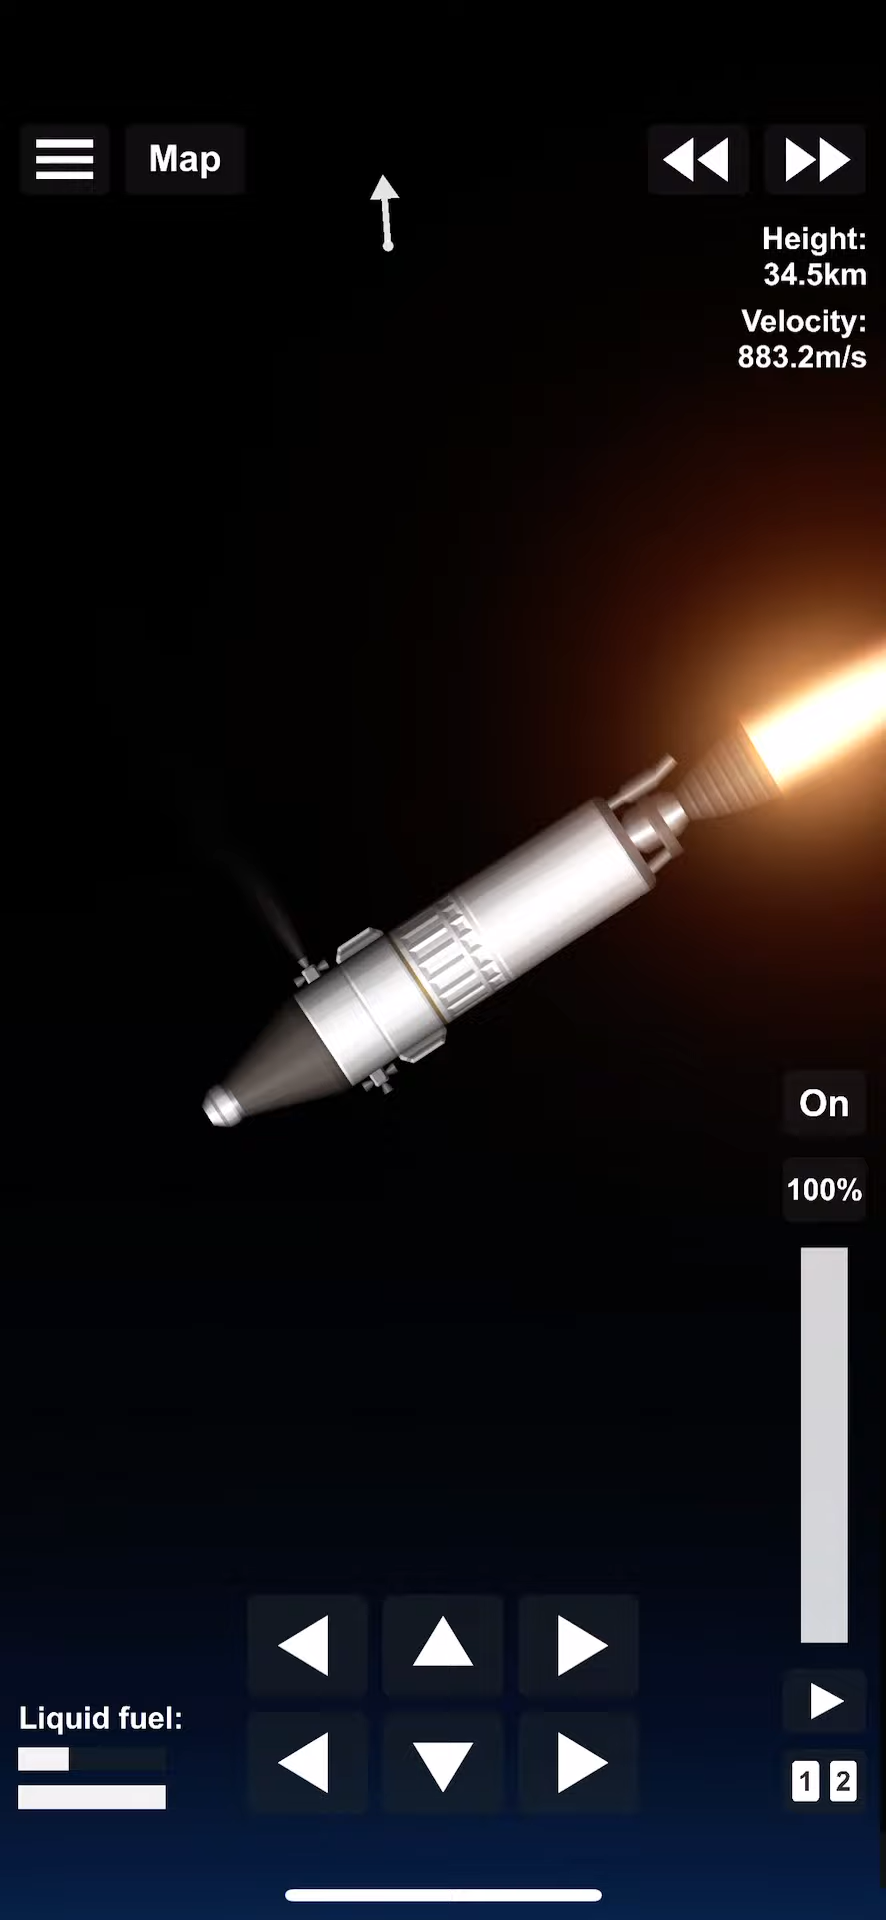 Map
Height:
34.5km
Velocity:
883.2m/s
On
100%
Liquid fuel:
1 2